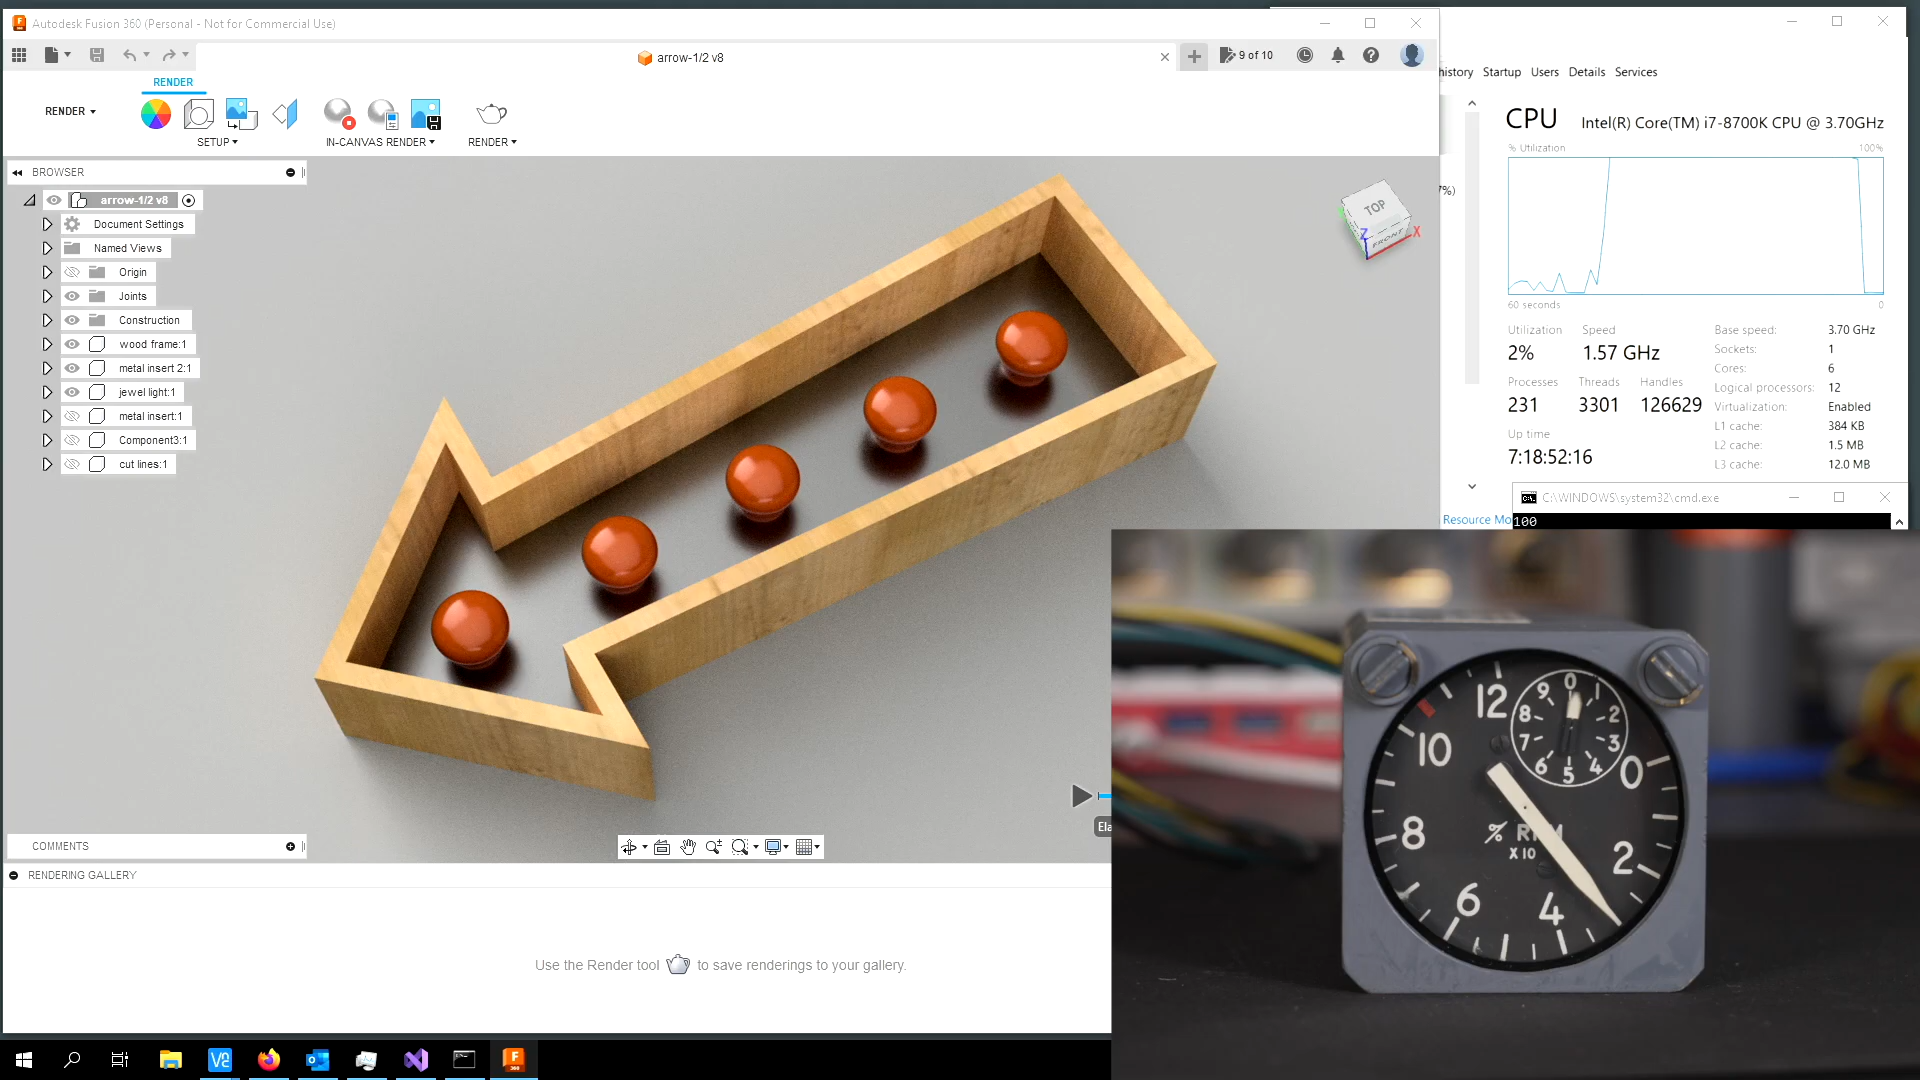 Autodesk Fusion 360 (Personal - Not for Commercial Use)
arrow-1/2 v8
9 of 10
RENDER
RENDER
SETUP
IN-CANVAS RENDER
RENDER
BROWSER
arrow-1/2 v8
Document Settings
Named Views
Origin
Joints
Construction
wood frame:1
metal insert 2:1
jewel light:1
metal insert:1
Component3:1
cut lines:1
TOP
FRONT
Z
X
COMMENTS
RENDERING GALLERY
Use the Render tool to save renderings to your gallery.
Ela
history Startup Users Details Services
7%)
CPU
Intel(R) Core(TM) i7-8700K CPU @ 3.70GHz
% Utilization
100%
60 seconds
0
Utilization
2%
Speed
1.57 GHz
Processes
231
Threads
3301
Handles
126629
Up time
7:18:52:16
Base speed: 3.70 GHz
Sockets: 1
Cores: 6
Logical processors: 12
Virtualization: Enabled
L1 cache: 384 KB
L2 cache: 1.5 MB
L3 cache: 12.0 MB
Resource Mo
C:\WINDOWS\system32\cmd.exe
100
0
1
2
3
4
5
6
7
8
9
0
2
4
6
8
10
12
% RPM
X 10